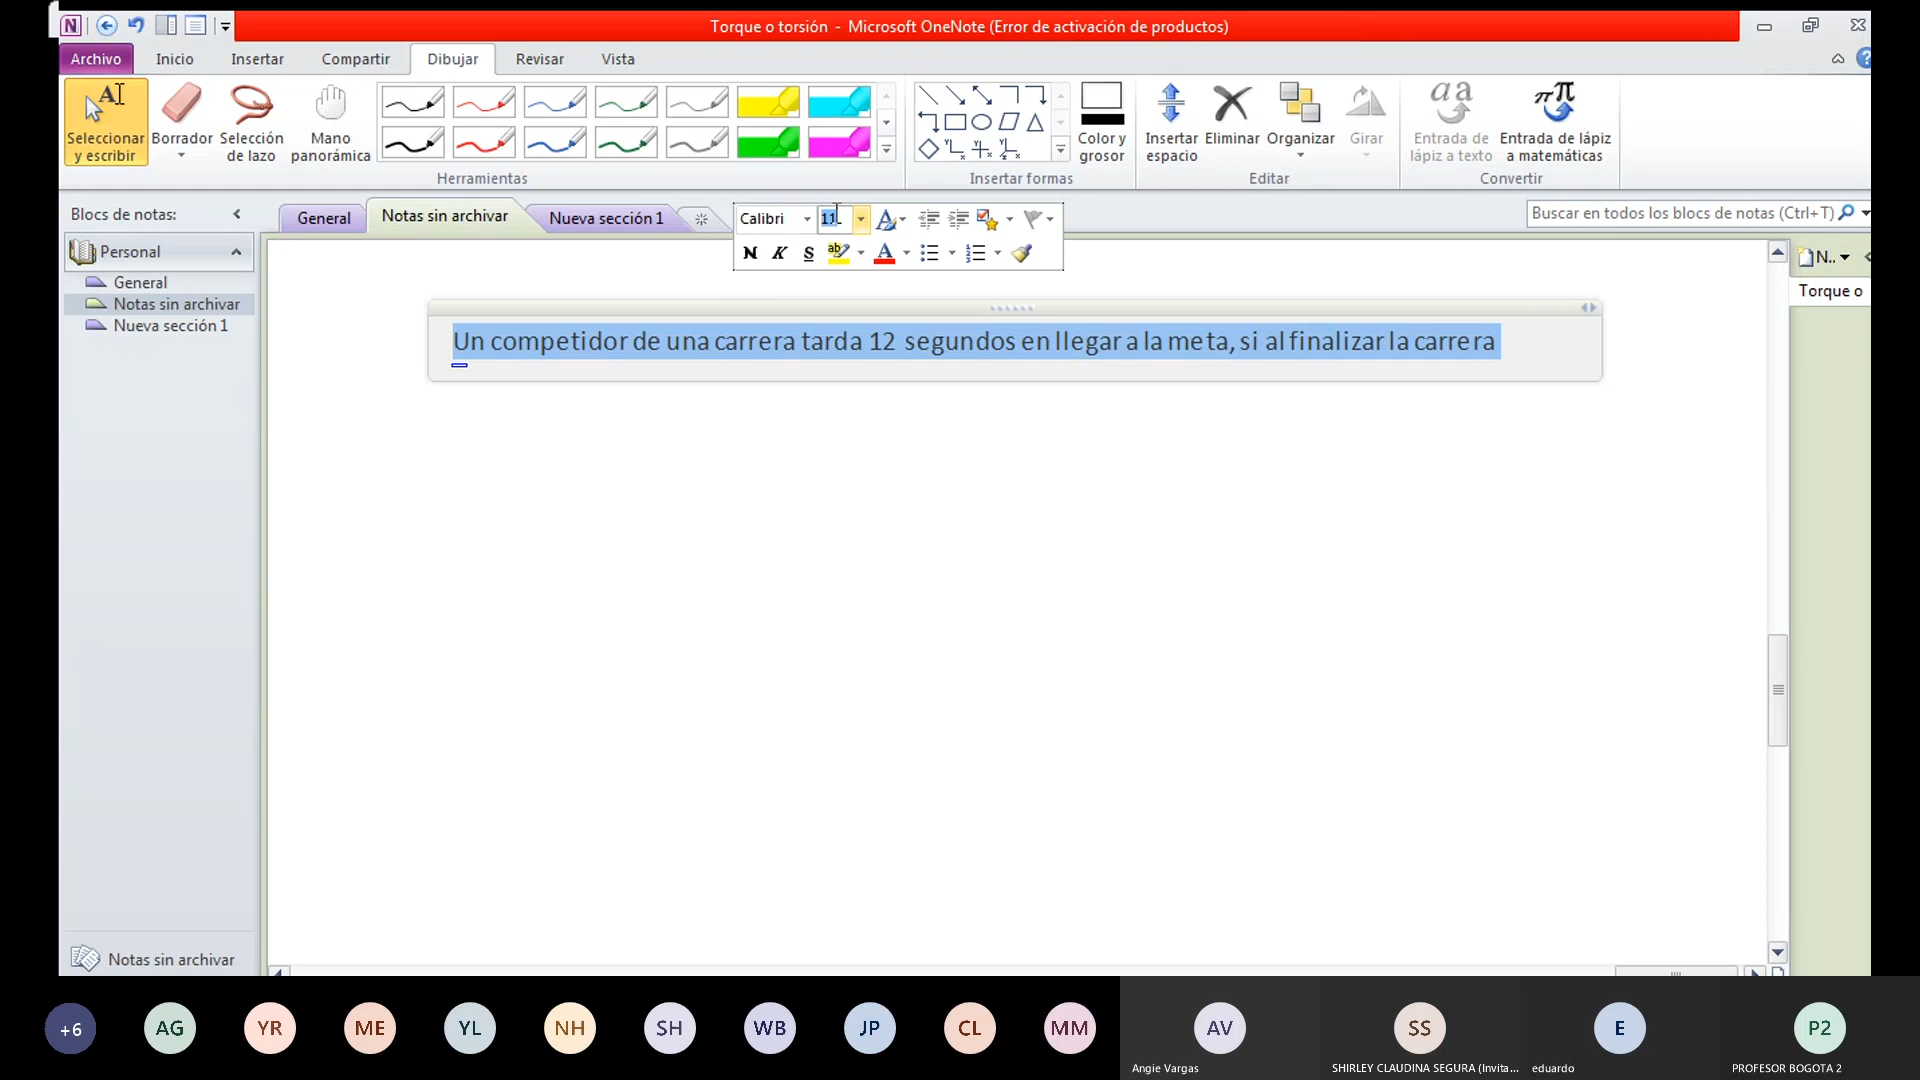 Torque o torsión - Microsoft OneNote (Error de activación de productos)
Archivo Inicio Insertar Compartir Dibujar Revisar Vista
Seleccionar y escribir
Borrador
Selección de lazo
Mano panorámica
Herramientas
Insertar formas
Color y grosor
Insertar espacio
Eliminar
Organizar
Girar
Editar
Entrada de lápiz a texto
Entrada de lápiz a matemáticas
Convertir
Blocs de notas:
General
Notas sin archivar
Nueva sección 1
Calibri 11
N K S
Buscar en todos los blocs de notas (Ctrl+T)
Personal
General
Notas sin archivar
Nueva sección 1
N..
Torque o
Un competidor de una carrera tarda 12 segundos en llegar a la meta, si al finalizar la carrera
Notas sin archivar
+6 AG YR ME YL NH SH WB JP CL MM AV SS E P2
Angie Vargas
SHIRLEY CLAUDINA SEGURA (Invita...
eduardo
PROFESOR BOGOTA 2